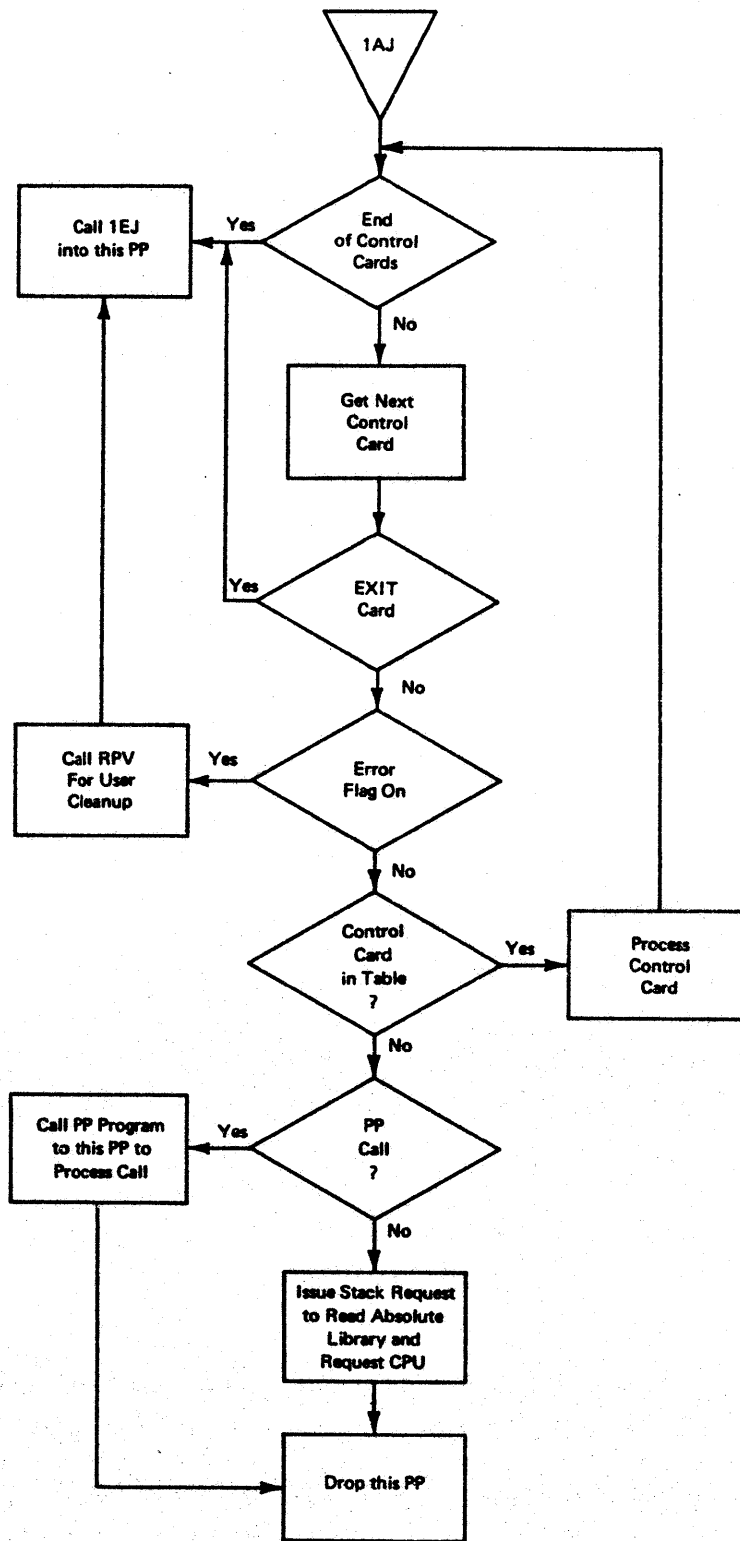 1AJ
Call 1EJ
into this PP
Yes
End
of Control
Cards
No
Get Next
Control
Card
Yes
EXIT
Card
No
Call RPV
For User
Cleanup
Yes
Error
Flag On
No
Control
Card
in Table
?
Yes
Process
Control
Card
No
Call PP Program
to this PP to
Process Call
Yes
PP
Call
?
No
Issue Stack Request
to Read Absolute
Library and
Request CPU
Drop this PP